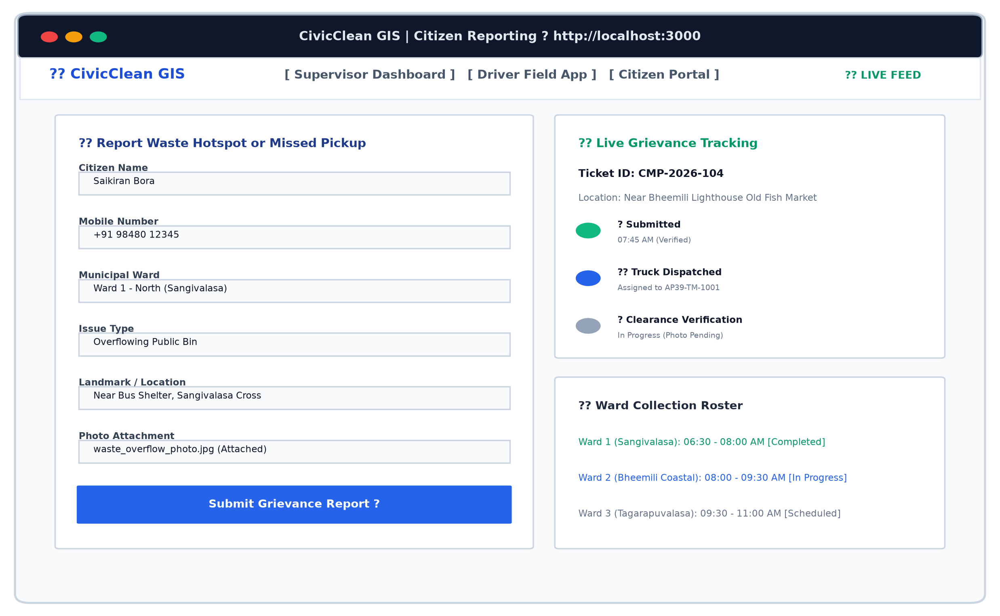 CivicClean GIS | Citizen Reporting ? http://localhost:3000
?? CivicClean GIS
[ Supervisor Dashboard ] [ Driver Field App ] [ Citizen Portal ]
?? LIVE FEED
?? Report Waste Hotspot or Missed Pickup
Citizen Name
Saikiran Bora
Mobile Number
+91 98480 12345
Municipal Ward
Ward 1 - North (Sangivalasa)
Issue Type
Overflowing Public Bin
Landmark / Location
Near Bus Shelter, Sangivalasa Cross
Photo Attachment
waste_overflow_photo.jpg (Attached)
Submit Grievance Report ?
?? Live Grievance Tracking
Ticket ID: CMP-2026-104
Location: Near Bheemili Lighthouse Old Fish Market
? Submitted
07:45 AM (Verified)
?? Truck Dispatched
Assigned to AP39-TM-1001
? Clearance Verification
In Progress (Photo Pending)
?? Ward Collection Roster
Ward 1 (Sangivalasa): 06:30 - 08:00 AM [Completed]
Ward 2 (Bheemili Coastal): 08:00 - 09:30 AM [In Progress]
Ward 3 (Tagarapuvalasa): 09:30 - 11:00 AM [Scheduled]